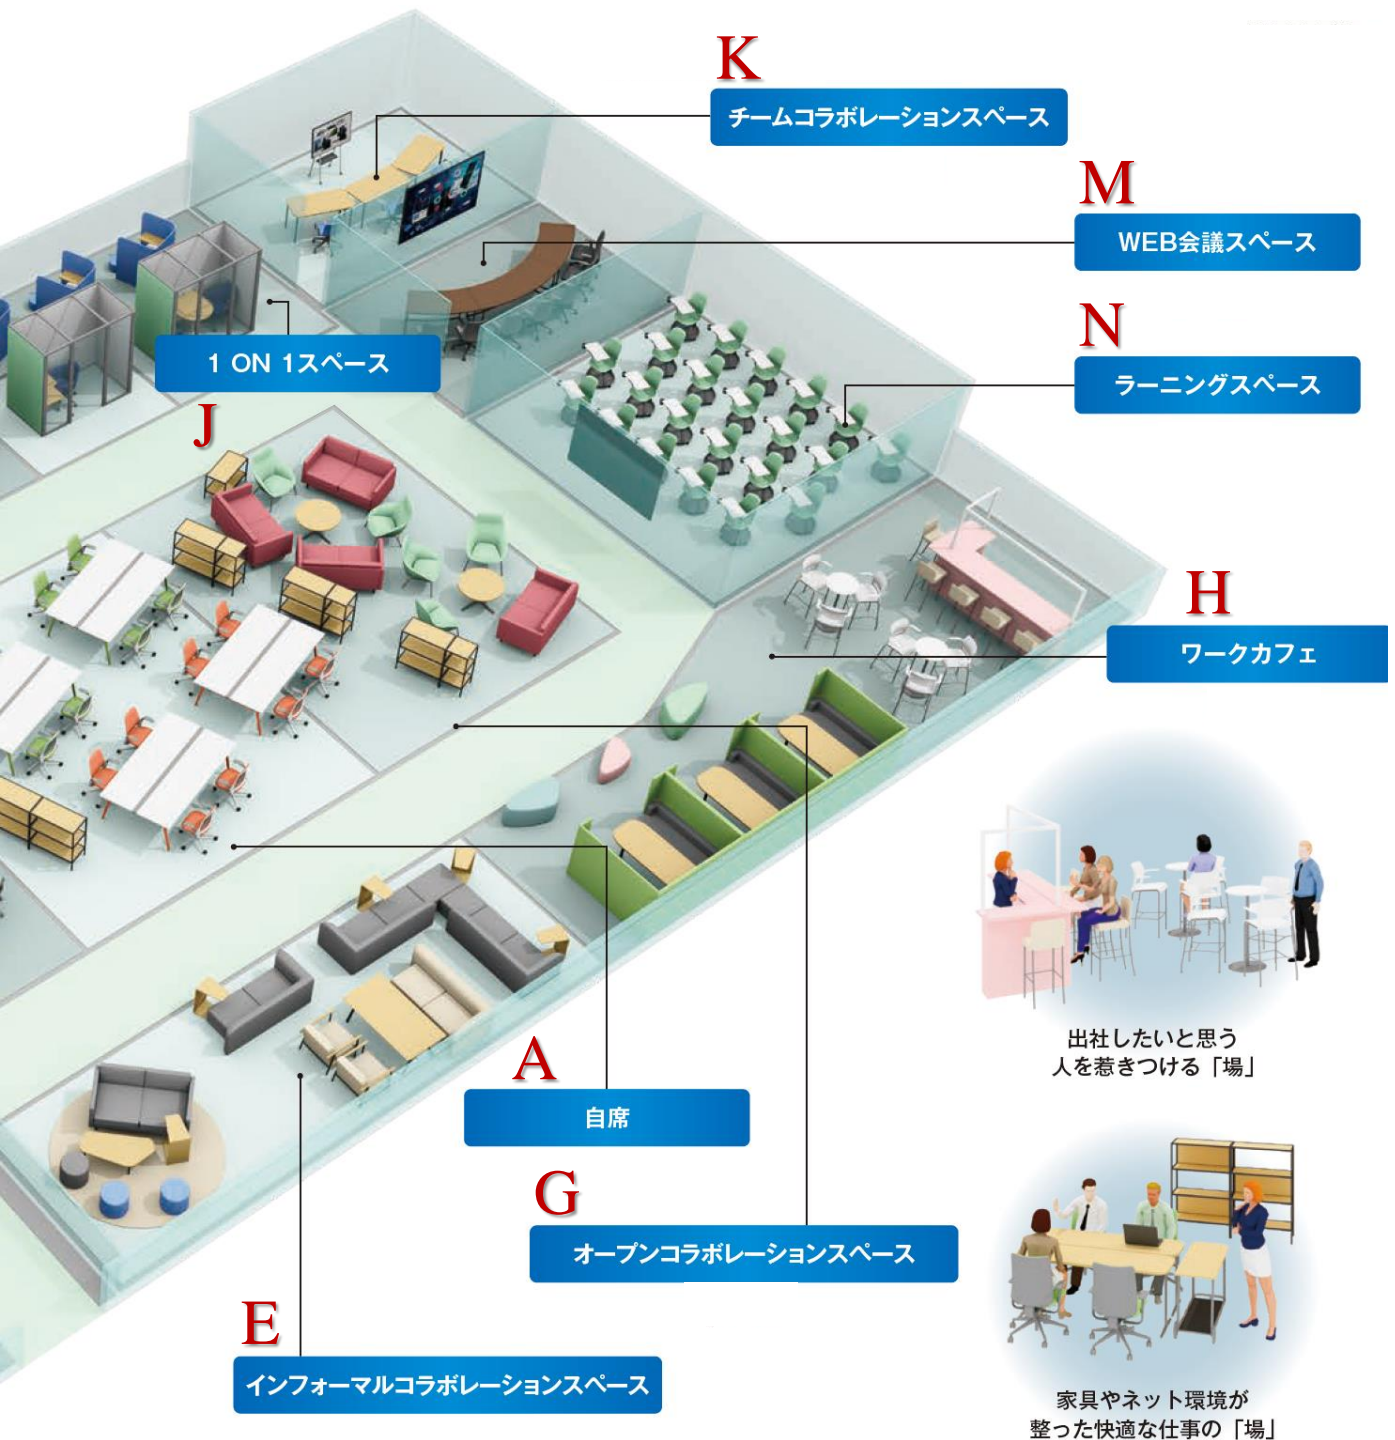 K
チームコラボレーションスペース
M
WEB会議スペース
N
ラーニングスペース
1 ON 1スペース
J
H
ワークカフェ
出社したいと思う
人を惹きつける「場」
A
自席
G
オープンコラボレーションスペース
E
インフォーマルコラボレーションスペース
家具やネット環境が
整った快適な仕事の「場」